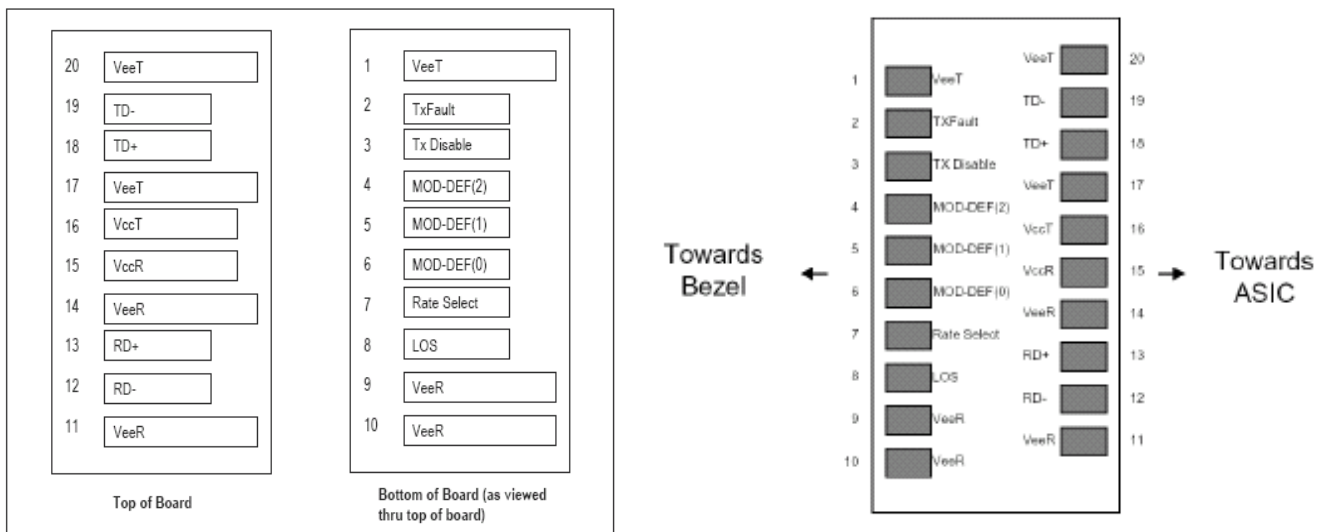 20 VeeT
19 TD-
18 TD+
17 VeeT
16 VccT
15 VccR
14 VeeR
13 RD+
12 RD-
11 VeeR
Top of Board
1 VeeT
2 TxFault
3 Tx Disable
4 MOD-DEF(2)
5 MOD-DEF(1)
6 MOD-DEF(0)
7 Rate Select
8 LOS
9 VeeR
10 VeeR
Bottom of Board (as viewed
thru top of board)
Towards
Bezel
1 VeeT
2 TXFault
3 TX Disable
4 MOD-DEF(2)
5 MOD-DEF(1)
6 MOD-DEF(0)
7 Rate Select
8 LOS
9 VeeR
10 VeeR
VeeT 20
TD- 19
TD+ 18
VeeT 17
VccT 16
VccR 15
VeeR 14
RD+ 13
RD- 12
VeeR 11
Towards
ASIC